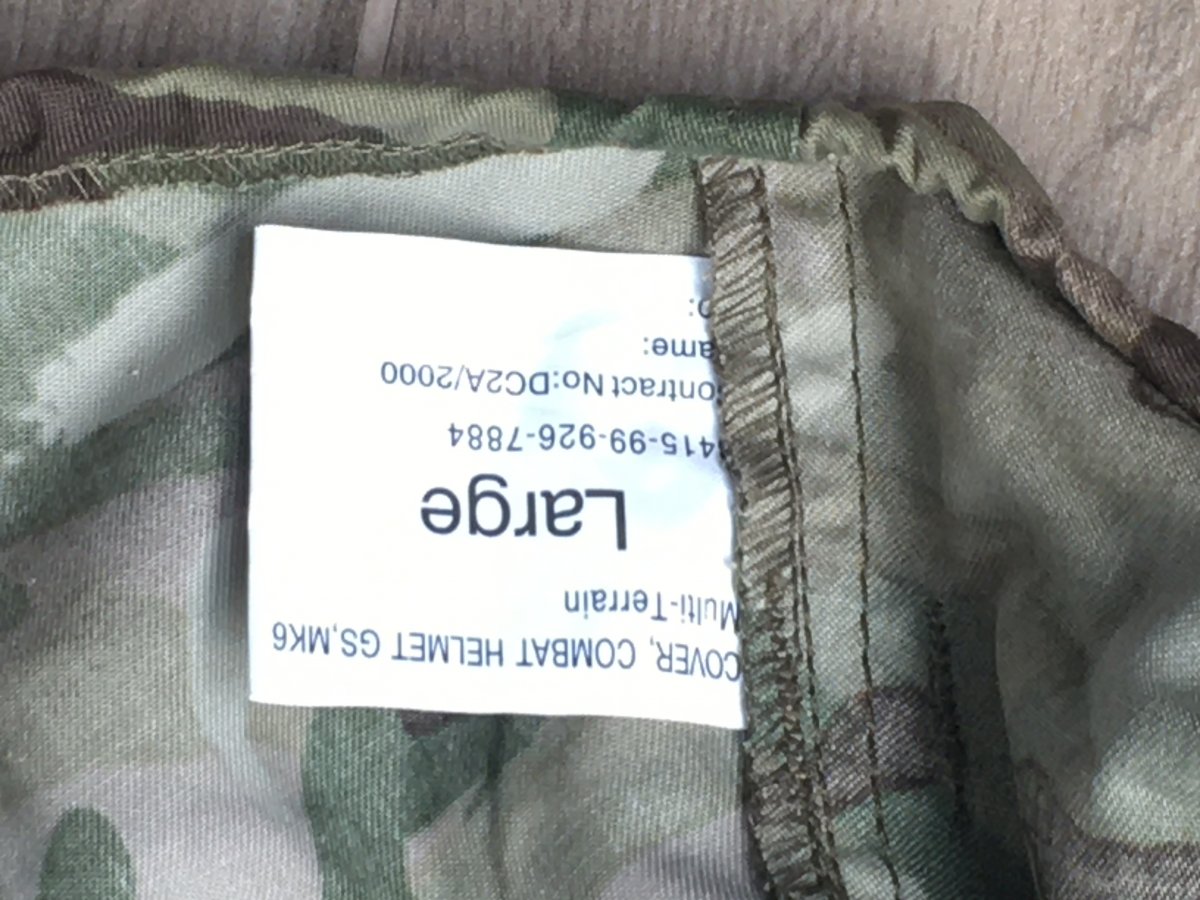 COVER, COMBAT HELMET GS,MK6
Multi-Terrain
Large
415-99-926-7884
ontract No:DC2A/2000
ame:
o: